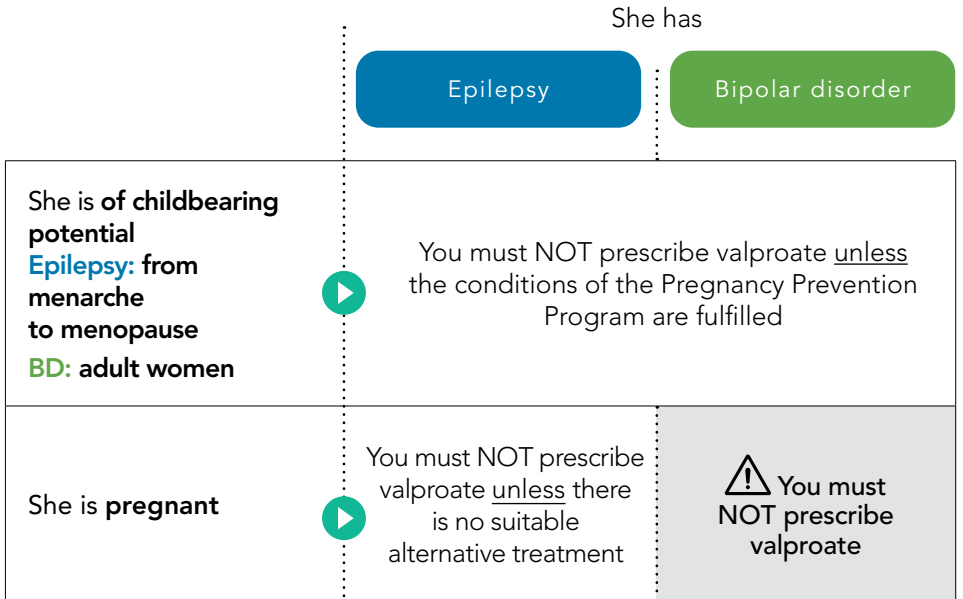 She has
Epilepsy
Bipolar disorder
She is of childbearing
potential
Epilepsy: from
menarche
to menopause
BD: adult women
You must NOT prescribe valproate unless
the conditions of the Pregnancy Prevention
Program are fulfilled
She is pregnant
You must NOT prescribe
valproate unless there
is no suitable
alternative treatment
You must
NOT prescribe
valproate